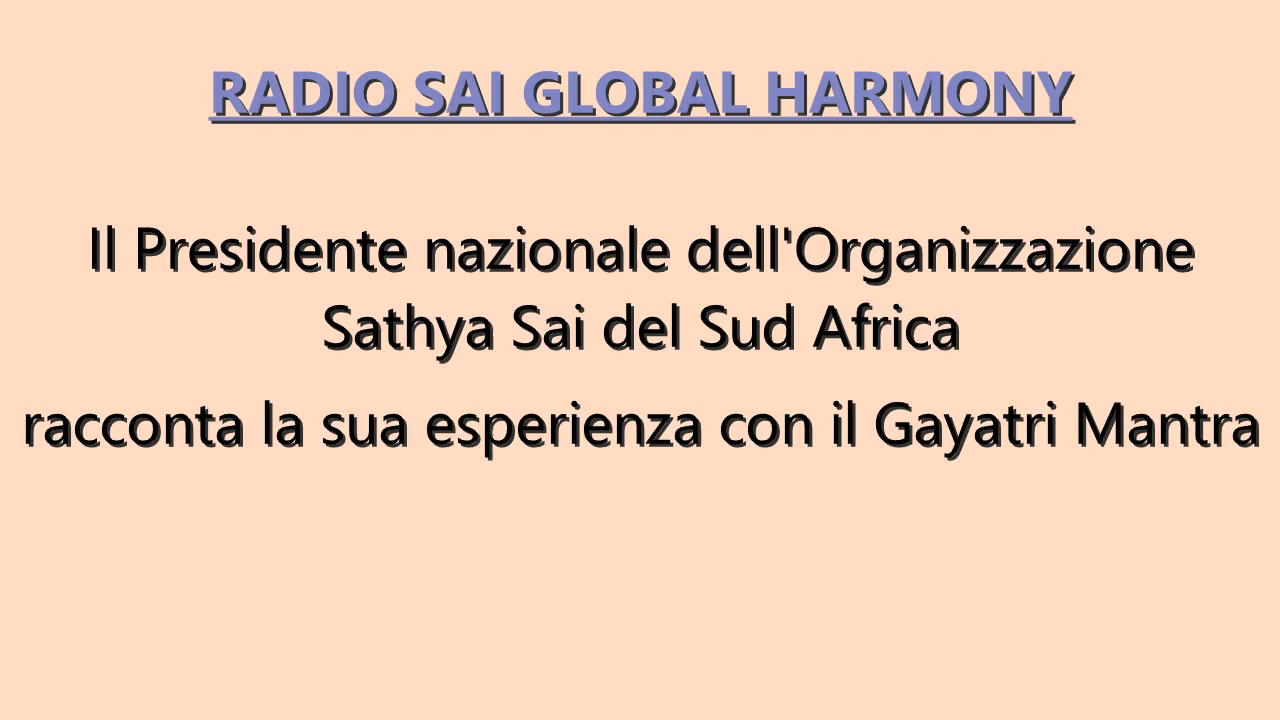 RADIO SAI GLOBAL HARMONY
Il Presidente nazionale dell'Organizzazione
Sathya Sai del Sud Africa
racconta la sua esperienza con il Gayatri Mantra